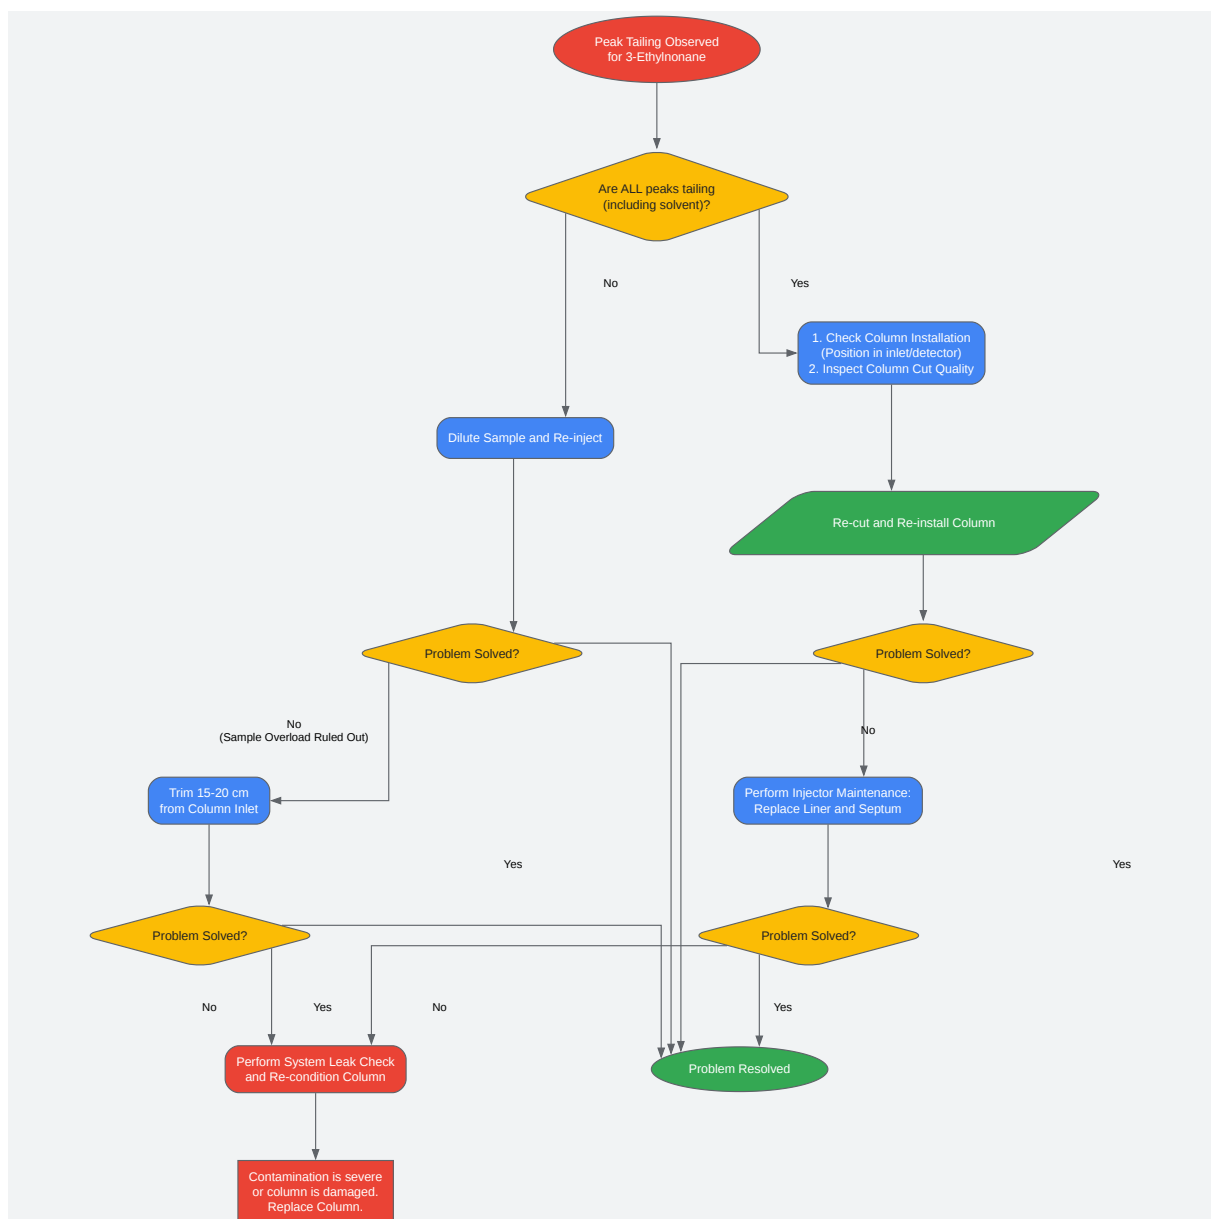 Peak Tailing Observed
for 3-Ethylnonane
Are ALL peaks tailing
(including solvent)?
No
Yes
1. Check Column Installation
(Position in inlet/detector)
2. Inspect Column Cut Quality
Dilute Sample and Re-inject
Re-cut and Re-install Column
Problem Solved?
Problem Solved?
No
(Sample Overload Ruled Out)
No
Trim 15-20 cm
from Column Inlet
Perform Injector Maintenance:
Replace Liner and Septum
Yes
Yes
Problem Solved?
Problem Solved?
No
Yes
No
Yes
Perform System Leak Check
and Re-condition Column
Problem Resolved
Contamination is severe
or column is damaged.
Replace Column.